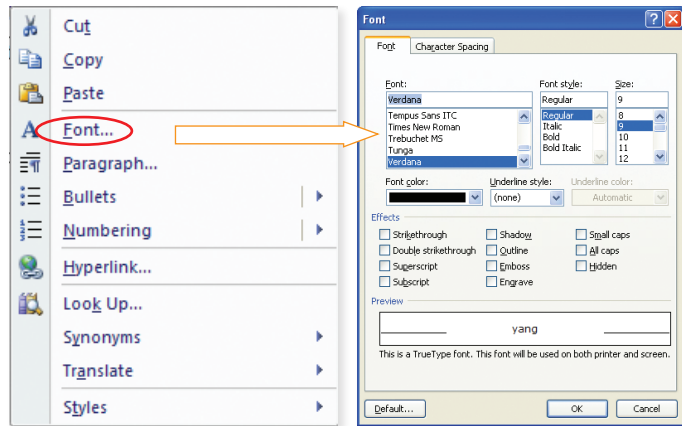 Cut
Copy
Paste
Font...
Paragraph...
Bullets
Numbering
Hyperlink...
Look Up...
Synonyms
Translate
Styles
Font
Font Character Spacing
Font: Font style: Size:
Verdana Regular 9
Tempus Sans ITC Regular 8
Times New Roman Italic 9
Trebuchet MS Bold 10
Tunga Bold Italic 11
Verdana 12
Font color: Underline style: Underline color:
(none) Automatic
Effects
Strikethrough Shadow Small caps
Double strikethrough Outline All caps
Superscript Emboss Hidden
Subscript Engrave
Preview
yang
This is a TrueType font. This font will be used on both printer and screen.
Default... OK Cancel